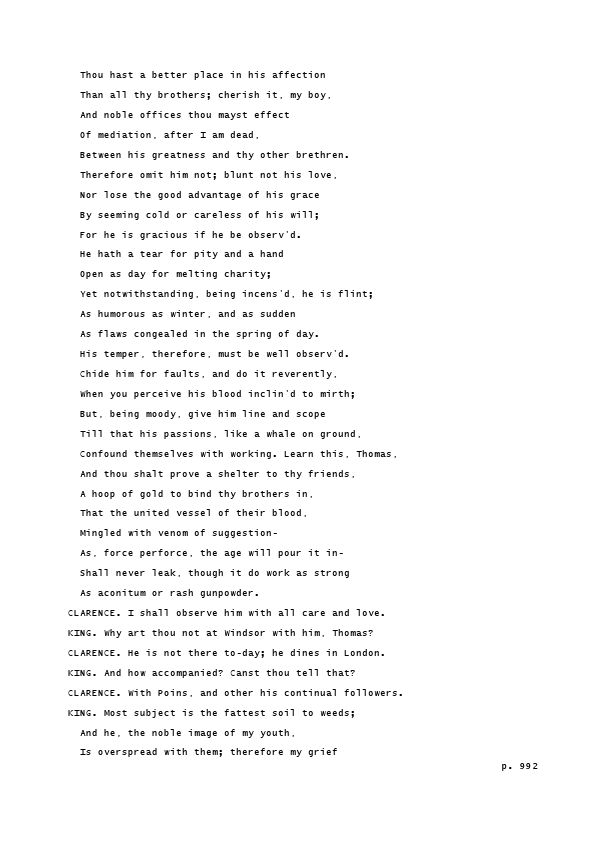 Thou hast a better place in his affection
Than all thy brothers; cherish it, my boy,
And noble offices thou mayst effect
Of mediation, after I am dead,
Between his greatness and thy other brethren.
Therefore omit him not; blunt not his love,
Nor lose the good advantage of his grace
By seeming cold or careless of his will;
For he is gracious if he be observ'd.
He hath a tear for pity and a hand
Open as day for melting charity;
Yet notwithstanding, being incens'd, he is flint;
As humorous as winter, and as sudden
As flaws congealed in the spring of day.
His temper, therefore, must be well observ'd.
Chide him for faults, and do it reverently,
When you perceive his blood inclin'd to mirth;
But, being moody, give him line and scope
Till that his passions, like a whale on ground,
Confound themselves with working. Learn this, Thomas,
And thou shalt prove a shelter to thy friends,
A hoop of gold to bind thy brothers in,
That the united vessel of their blood,
Mingled with venom of suggestion-
As, force perforce, the age will pour it in-
Shall never leak, though it do work as strong
As aconitum or rash gunpowder.
CLARENCE. I shall observe him with all care and love.
KING. Why art thou not at Windsor with him, Thomas?
CLARENCE. He is not there to-day; he dines in London.
KING. And how accompanied? Canst thou tell that?
CLARENCE. With Poins, and other his continual followers.
KING. Most subject is the fattest soil to weeds;
And he, the noble image of my youth,
Is overspread with them; therefore my grief
p. 992